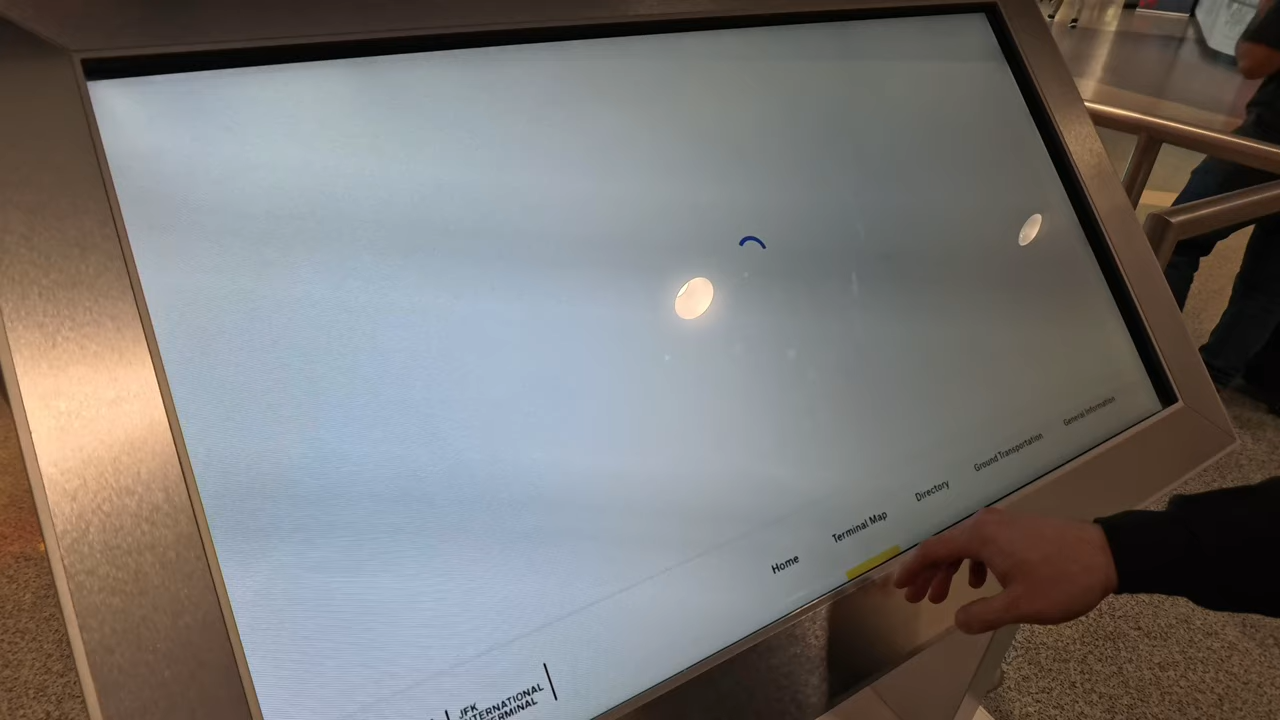 Home
Terminal Map
Directory
Ground Transportation
General Information
JFK
INTERNATIONAL
TERMINAL